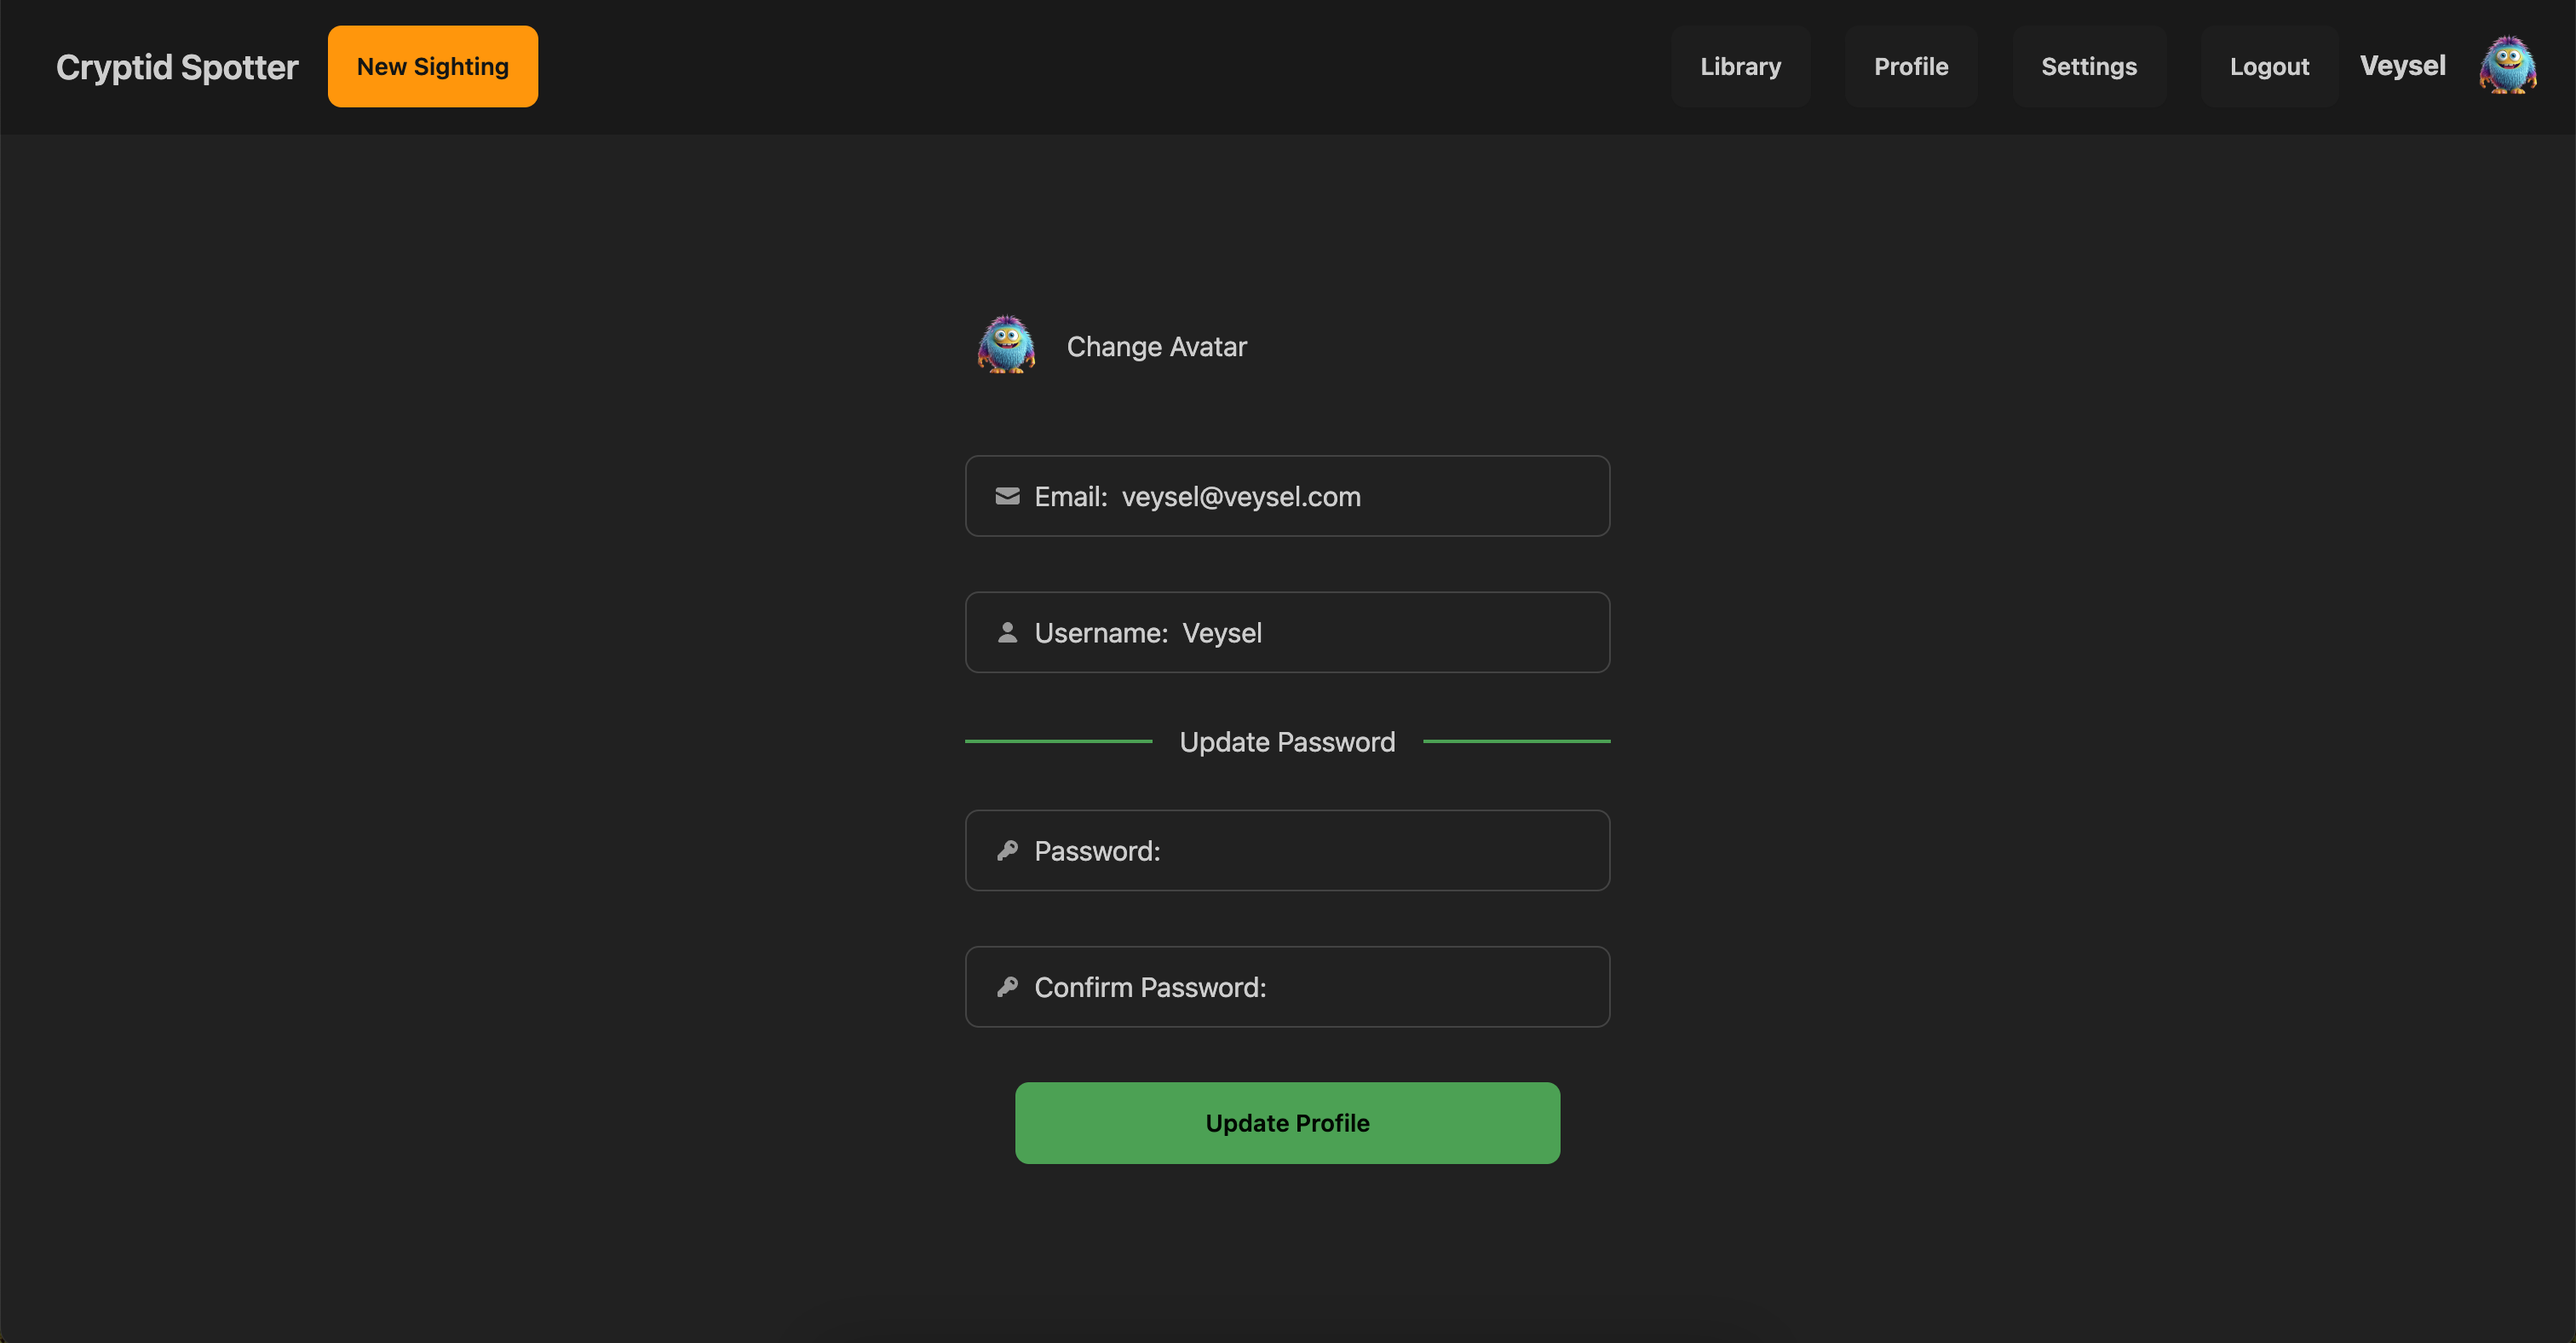 Cryptid Spotter New Sighting Library Profile Settings Logout Veysel
Change Avatar
Email: veysel@veysel.com
Username: Veysel
Update Password
Password:
Confirm Password:
Update Profile